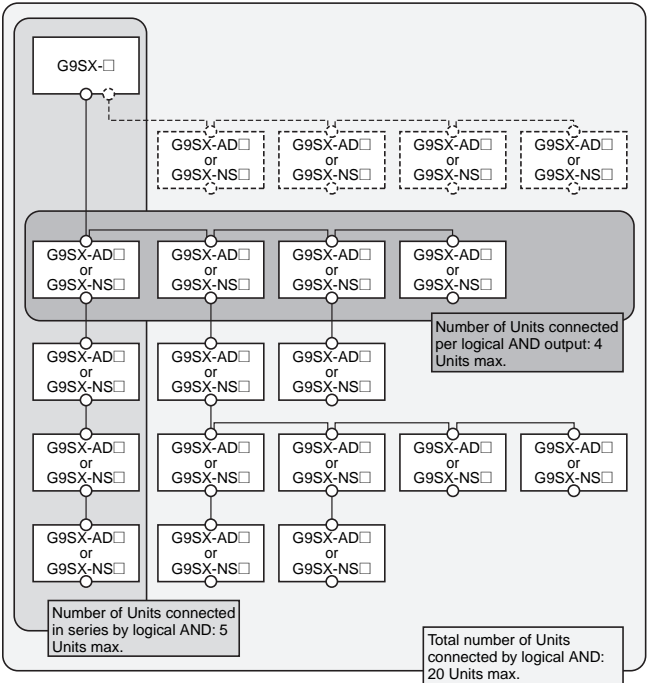 G9SX-□
G9SX-AD□
or
G9SX-NS□
G9SX-AD□
or
G9SX-NS□
G9SX-AD□
or
G9SX-NS□
G9SX-AD□
or
G9SX-NS□
G9SX-AD□
or
G9SX-NS□
G9SX-AD□
or
G9SX-NS□
G9SX-AD□
or
G9SX-NS□
G9SX-AD□
or
G9SX-NS□
Number of Units connected
per logical AND output: 4
Units max.
G9SX-AD□
or
G9SX-NS□
G9SX-AD□
or
G9SX-NS□
G9SX-AD□
or
G9SX-NS□
G9SX-AD□
or
G9SX-NS□
G9SX-AD□
or
G9SX-NS□
G9SX-AD□
or
G9SX-NS□
G9SX-AD□
or
G9SX-NS□
G9SX-AD□
or
G9SX-NS□
G9SX-AD□
or
G9SX-NS□
G9SX-AD□
or
G9SX-NS□
G9SX-AD□
or
G9SX-NS□
Number of Units connected
in series by logical AND: 5
Units max.
Total number of Units
connected by logical AND:
20 Units max.